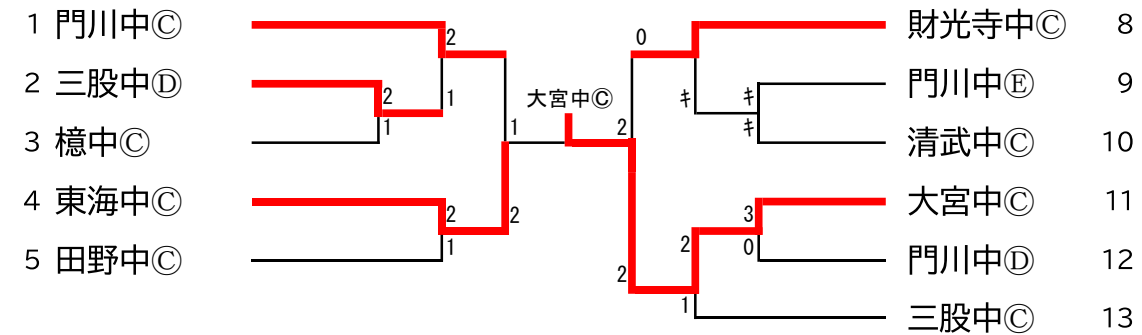 1 門川中Ⓒ
2 三股中Ⓓ
3 檍中Ⓒ
4 東海中Ⓒ
5 田野中Ⓒ
2
2
1
1
2
1
1
2
大宮中Ⓒ
2
2
0
キ
キ
キ
3
0
2
1
財光寺中Ⓒ 8
門川中Ⓔ 9
清武中Ⓒ 10
大宮中Ⓒ 11
門川中Ⓓ 12
三股中Ⓒ 13